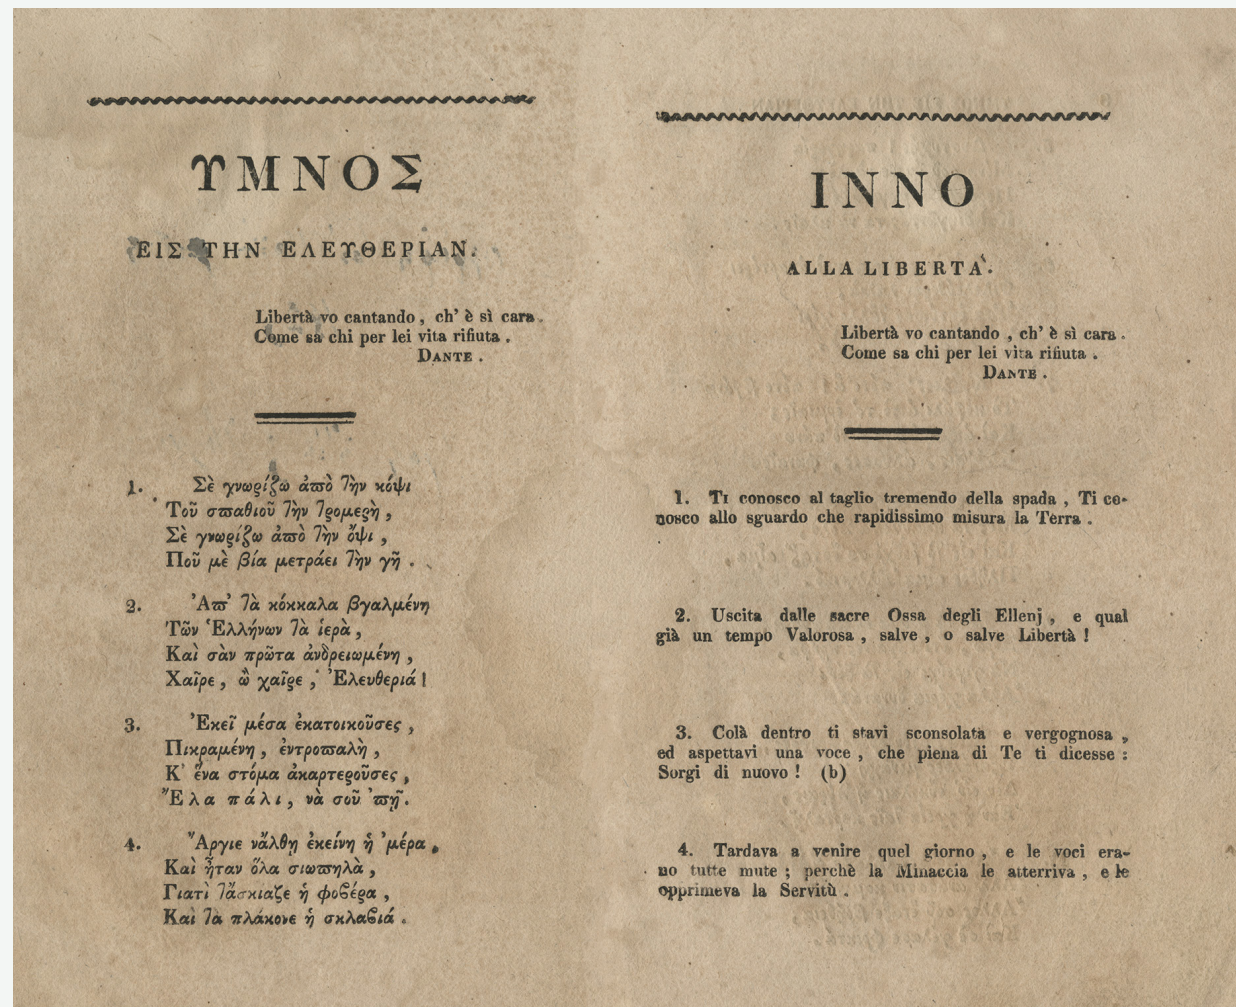 ΥΜΝΟΣ
ΕΙΣ ΤΗΝ ΕΛΕΥΘΕΡΙΑΝ.
Libertà vo cantando, ch' è sì cara.
Come sa chi per lei vita rifiuta.
DANTE.
1. Σὲ γνωρίζω ἀπὸ τὴν κόψι
Τοῦ σπαθιοῦ τὴν τρομερὴ,
Σὲ γνωρίζω ἀπὸ τὴν ὄψι,
Ποῦ μὲ βία μετράει τὴν γῆ.
2. Ἀπ' τὰ κόκκαλα βγαλμένη
Τῶν Ἑλλήνων τὰ ἱερὰ,
Καὶ σὰν πρῶτα ἀνδρειωμένη,
Χαῖρε, ὦ χαῖρε, Ἐλευθεριά!
3. Ἐκεῖ μέσα ἐκατοικοῦσες,
Πικραμένη, ἐντροπαλὴ,
Κ' ἕνα στόμα ἀκαρτεροῦσες,
Ἔλα πάλι, νὰ σοῦ 'πῇ.
4. Ἄργιε νἄλθῃ ἐκείνη ἡ 'μέρα,
Καὶ ἦταν ὅλα σιωπηλὰ,
Γιατὶ τἄσκιαζε ἡ φοβέρα,
Καὶ τὰ πλάκονε ἡ σκλαβιά.
INNO
ALLA LIBERTA'.
Libertà vo cantando, ch' è sì cara.
Come sa chi per lei vita rifiuta.
DANTE.
1. TI conosco al taglio tremendo della spada, Ti co-
nosco allo sguardo che rapidissimo misura la Terra.
2. Uscita dalle sacre Ossa degli Ellenj, e qual
già un tempo Valorosa, salve, o salve Libertà!
3. Colà dentro ti stavi sconsolata e vergognosa,
ed aspettavi una voce, che piena di Te ti dicesse:
Sorgi di nuovo! (b)
4. Tardava a venire quel giorno, e le voci era-
no tutte mute; perchè la Minaccia le atterriva, e le
opprimeva la Servitù.